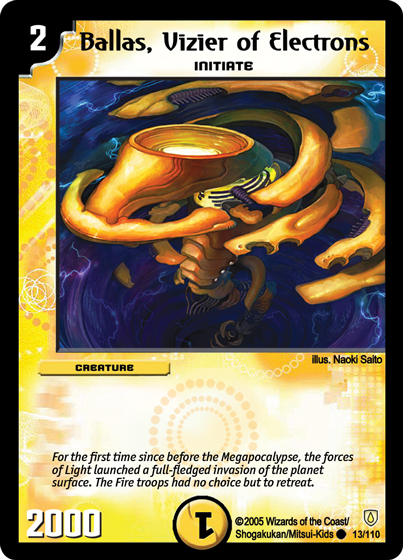 2
Ballas, Vizier of Electrons
INITIATE
illus. Naoki Saito
CREATURE
For the first time since before the Megapocalypse, the forces
of Light launched a full-fledged invasion of the planet
surface. The Fire troops had no choice but to retreat.
2000
1
©2005 Wizards of the Coast/
Shogakukan/Mitsui-Kids ● 13/110